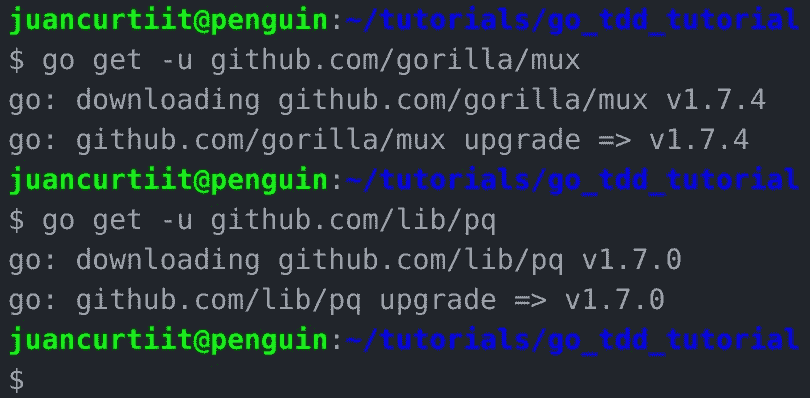 juancurtiit@penguin:~/tutorials/go_tdd_tutorial
$ go get -u github.com/gorilla/mux
go: downloading github.com/gorilla/mux v1.7.4
go: github.com/gorilla/mux upgrade => v1.7.4
juancurtiit@penguin:~/tutorials/go_tdd_tutorial
$ go get -u github.com/lib/pq
go: downloading github.com/lib/pq v1.7.0
go: github.com/lib/pq upgrade => v1.7.0
juancurtiit@penguin:~/tutorials/go_tdd_tutorial
$